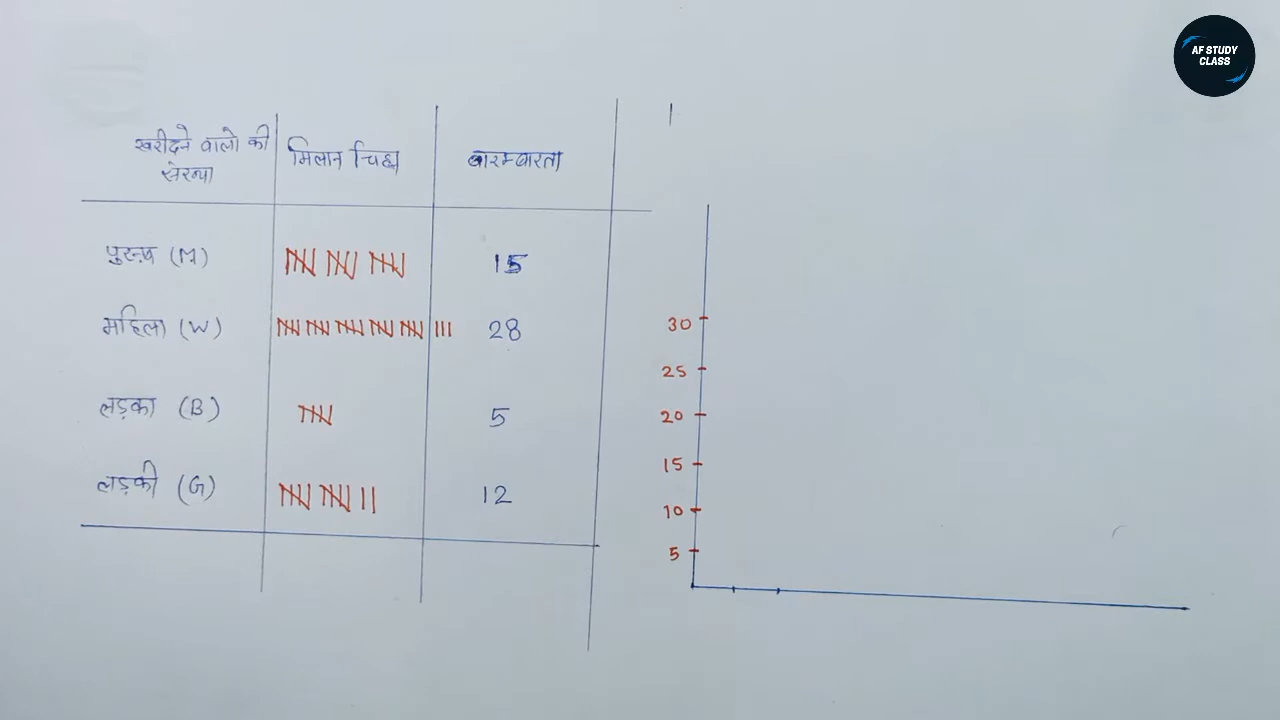 AF STUDY
CLASS
खरीदने वालो की
संख्या
मिलान चिह्न
बारम्बारता
पुरुष (M)
15
महिला (W)
28
लड़का (B)
5
लड़की (G)
12
30
25
20
15
10
5